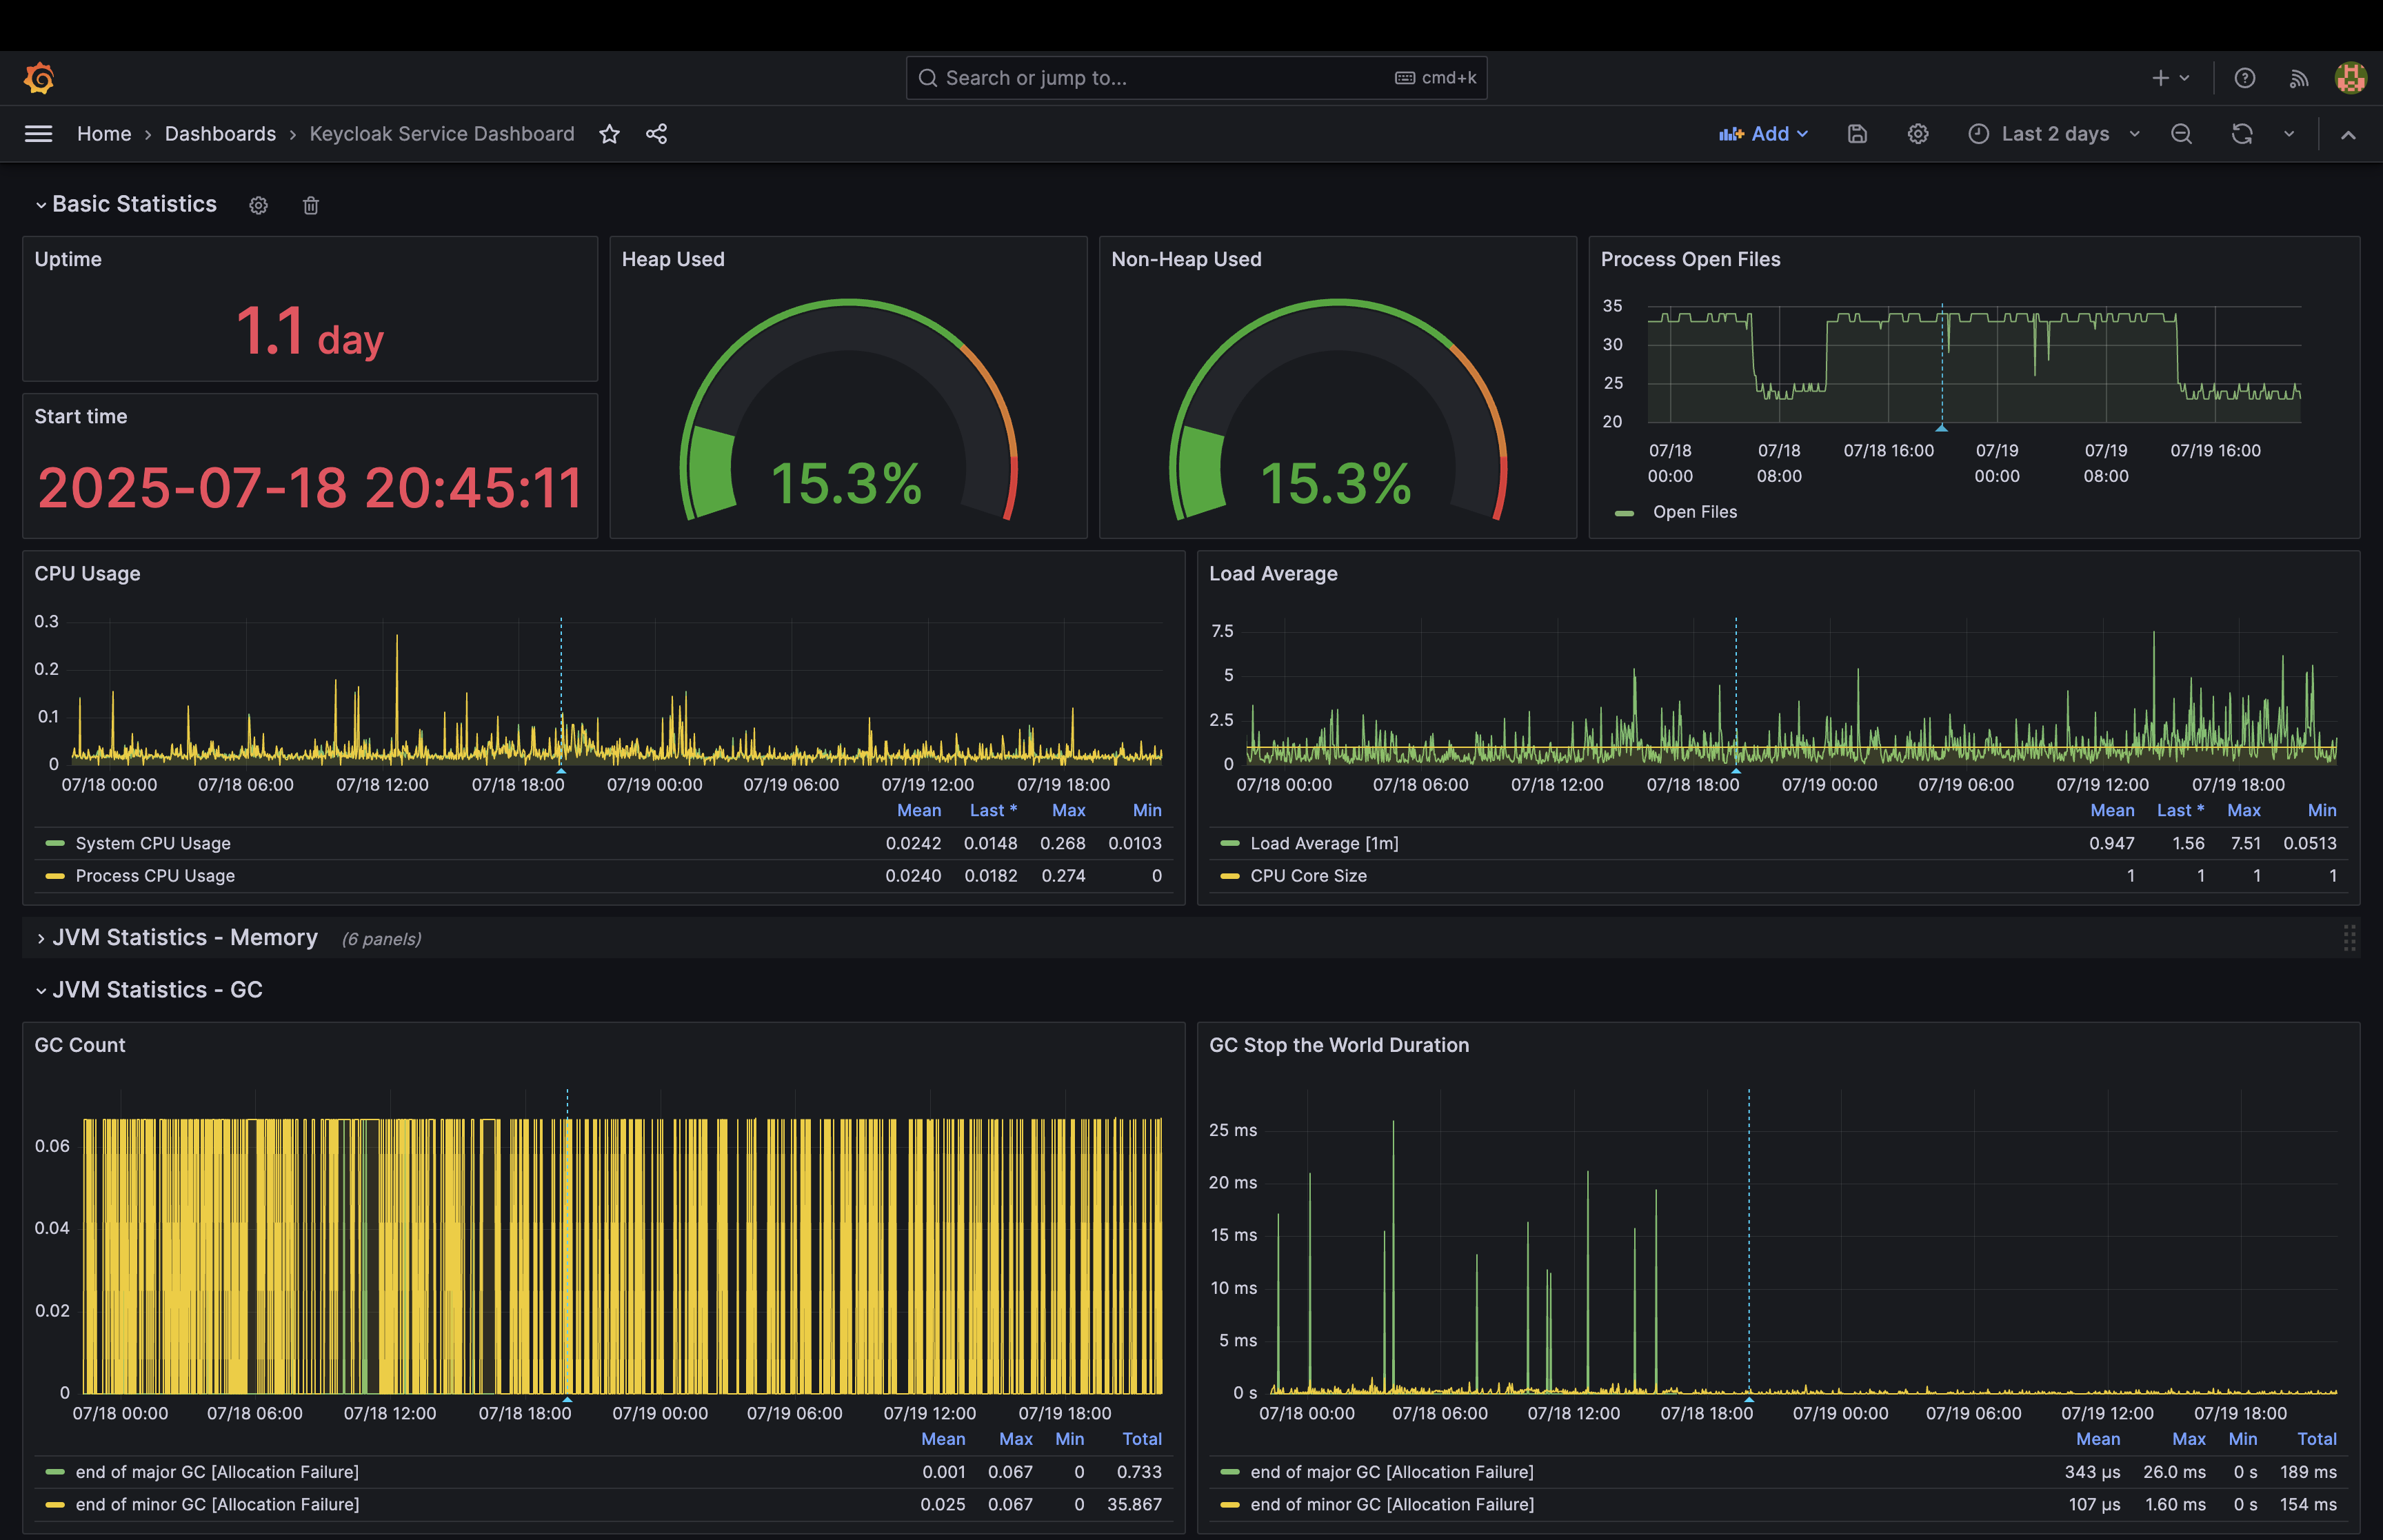 Search or jump to... cmd+k
Home › Dashboards › Keycloak Service Dashboard
Add
Last 2 days
Basic Statistics
Uptime
1.1 day
Start time
2025-07-18 20:45:11
Heap Used
15.3%
Non-Heap Used
15.3%
Process Open Files
35
30
25
20
07/18 00:00 07/18 08:00 07/18 16:00 07/19 00:00 07/19 08:00 07/19 16:00
Open Files
CPU Usage
0.3
0.2
0.1
0
07/18 00:00 07/18 06:00 07/18 12:00 07/18 18:00 07/19 00:00 07/19 06:00 07/19 12:00 07/19 18:00
Mean Last * Max Min
System CPU Usage 0.0242 0.0148 0.268 0.0103
Process CPU Usage 0.0240 0.0182 0.274 0
Load Average
7.5
5
2.5
0
07/18 00:00 07/18 06:00 07/18 12:00 07/18 18:00 07/19 00:00 07/19 06:00 07/19 12:00 07/19 18:00
Mean Last * Max Min
Load Average [1m] 0.947 1.56 7.51 0.0513
CPU Core Size 1 1 1 1
JVM Statistics - Memory (6 panels)
JVM Statistics - GC
GC Count
0.06
0.04
0.02
0
07/18 00:00 07/18 06:00 07/18 12:00 07/18 18:00 07/19 00:00 07/19 06:00 07/19 12:00 07/19 18:00
Mean Max Min Total
end of major GC [Allocation Failure] 0.001 0.067 0 0.733
end of minor GC [Allocation Failure] 0.025 0.067 0 35.867
GC Stop the World Duration
25 ms
20 ms
15 ms
10 ms
5 ms
0 s
07/18 00:00 07/18 06:00 07/18 12:00 07/18 18:00 07/19 00:00 07/19 06:00 07/19 12:00 07/19 18:00
Mean Max Min Total
end of major GC [Allocation Failure] 343 µs 26.0 ms 0 s 189 ms
end of minor GC [Allocation Failure] 107 µs 1.60 ms 0 s 154 ms